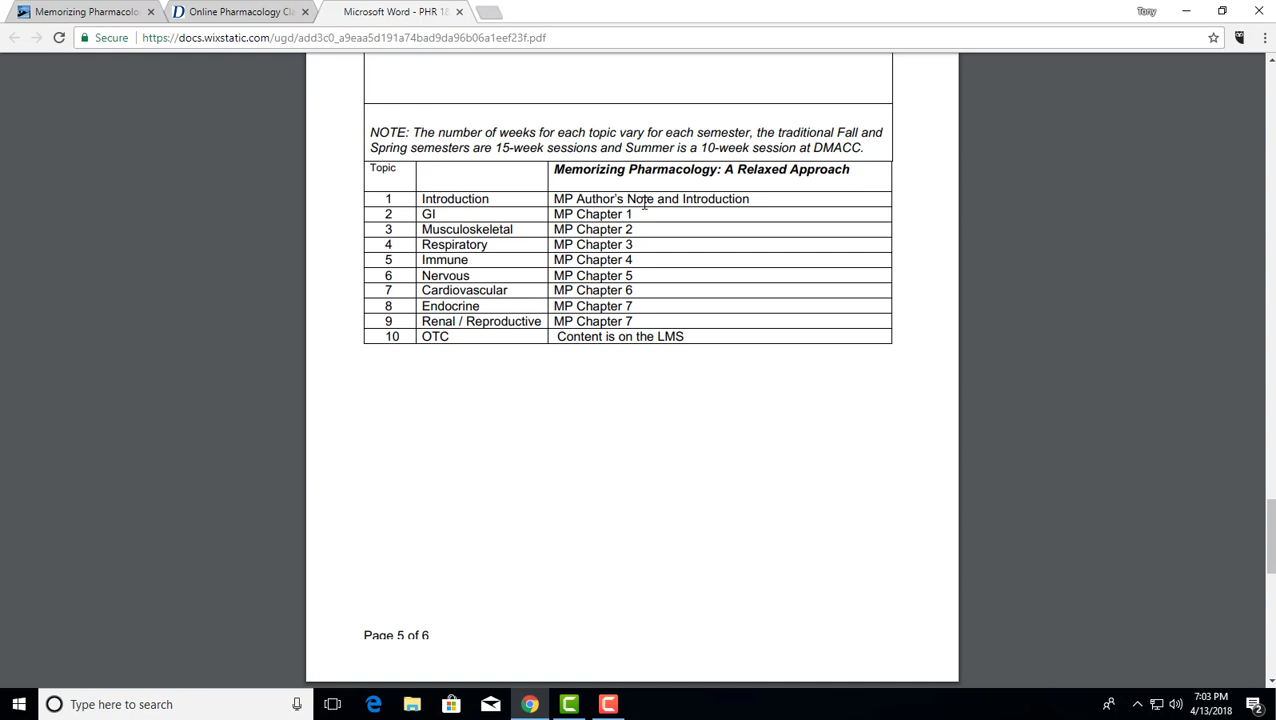 Memorizing Pharmacolo
Online Pharmacology Cl
Microsoft Word - PHR 18
Tony
Secure
https://docs.wixstatic.com/ugd/add3c0_a9eaa5d191a74bad9da96b06a1eef23f.pdf
NOTE: The number of weeks for each topic vary for each semester, the traditional Fall and
Spring semesters are 15-week sessions and Summer is a 10-week session at DMACC.
Topic Memorizing Pharmacology: A Relaxed Approach
1 Introduction MP Author's Note and Introduction
2 GI MP Chapter 1
3 Musculoskeletal MP Chapter 2
4 Respiratory MP Chapter 3
5 Immune MP Chapter 4
6 Nervous MP Chapter 5
7 Cardiovascular MP Chapter 6
8 Endocrine MP Chapter 7
9 Renal / Reproductive MP Chapter 7
10 OTC Content is on the LMS
Page 5 of 6
Type here to search
7:03 PM
4/13/2018
2